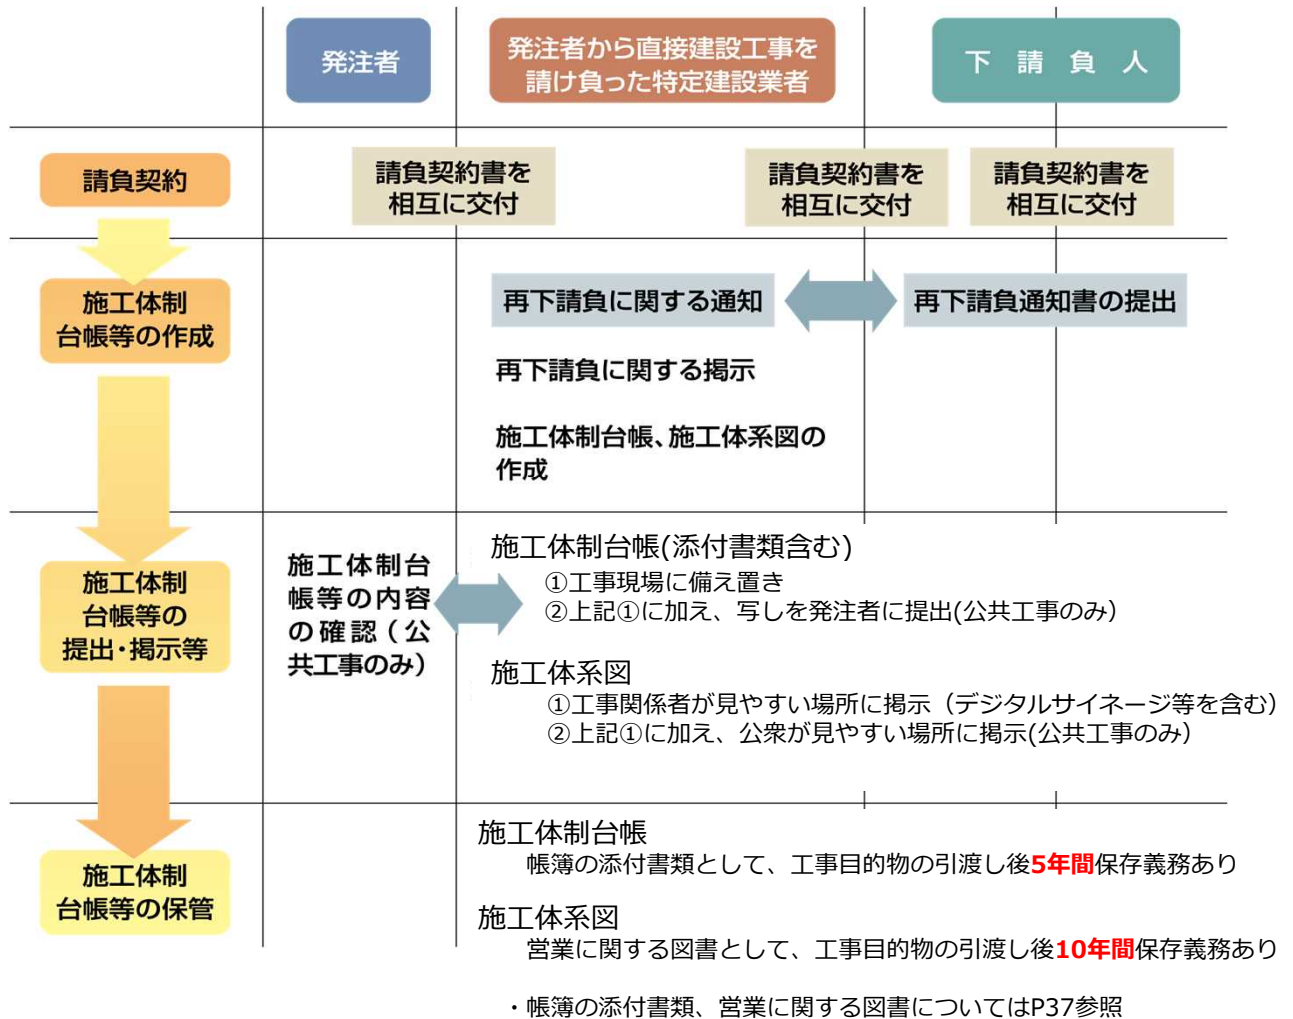 発注者
発注者から直接建設工事を
請け負った特定建設業者
下請負人
請負契約
請負契約書を
相互に交付
請負契約書を
相互に交付
請負契約書を
相互に交付
施工体制
台帳等の作成
再下請負に関する通知
再下請負通知書の提出
再下請負に関する掲示
施工体制台帳、施工体系図の
作成
施工体制
台帳等の
提出・掲示等
施工体制台
帳等の内容
の確認（公
共工事のみ）
施工体制台帳(添付書類含む)
①工事現場に備え置き
②上記①に加え、写しを発注者に提出(公共工事のみ）
施工体系図
①工事関係者が見やすい場所に掲示（デジタルサイネージ等を含む）
②上記①に加え、公衆が見やすい場所に掲示(公共工事のみ）
施工体制
台帳等の保管
施工体制台帳
帳簿の添付書類として、工事目的物の引渡し後5年間保存義務あり
施工体系図
営業に関する図書として、工事目的物の引渡し後10年間保存義務あり
・帳簿の添付書類、営業に関する図書についてはP37参照